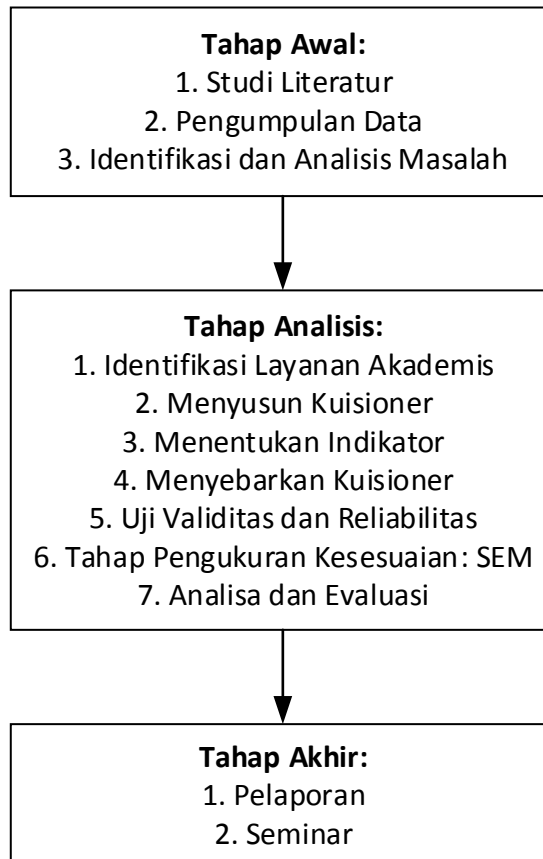 Tahap Awal:
1. Studi Literatur
2. Pengumpulan Data
3. Identifikasi dan Analisis Masalah
Tahap Analisis:
1. Identifikasi Layanan Akademis
2. Menyusun Kuisioner
3. Menentukan Indikator
4. Menyebarkan Kuisioner
5. Uji Validitas dan Reliabilitas
6. Tahap Pengukuran Kesesuaian: SEM
7. Analisa dan Evaluasi
Tahap Akhir:
1. Pelaporan
2. Seminar